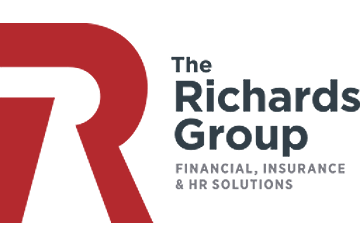 The
Richards
Group
FINANCIAL, INSURANCE
& HR SOLUTIONS